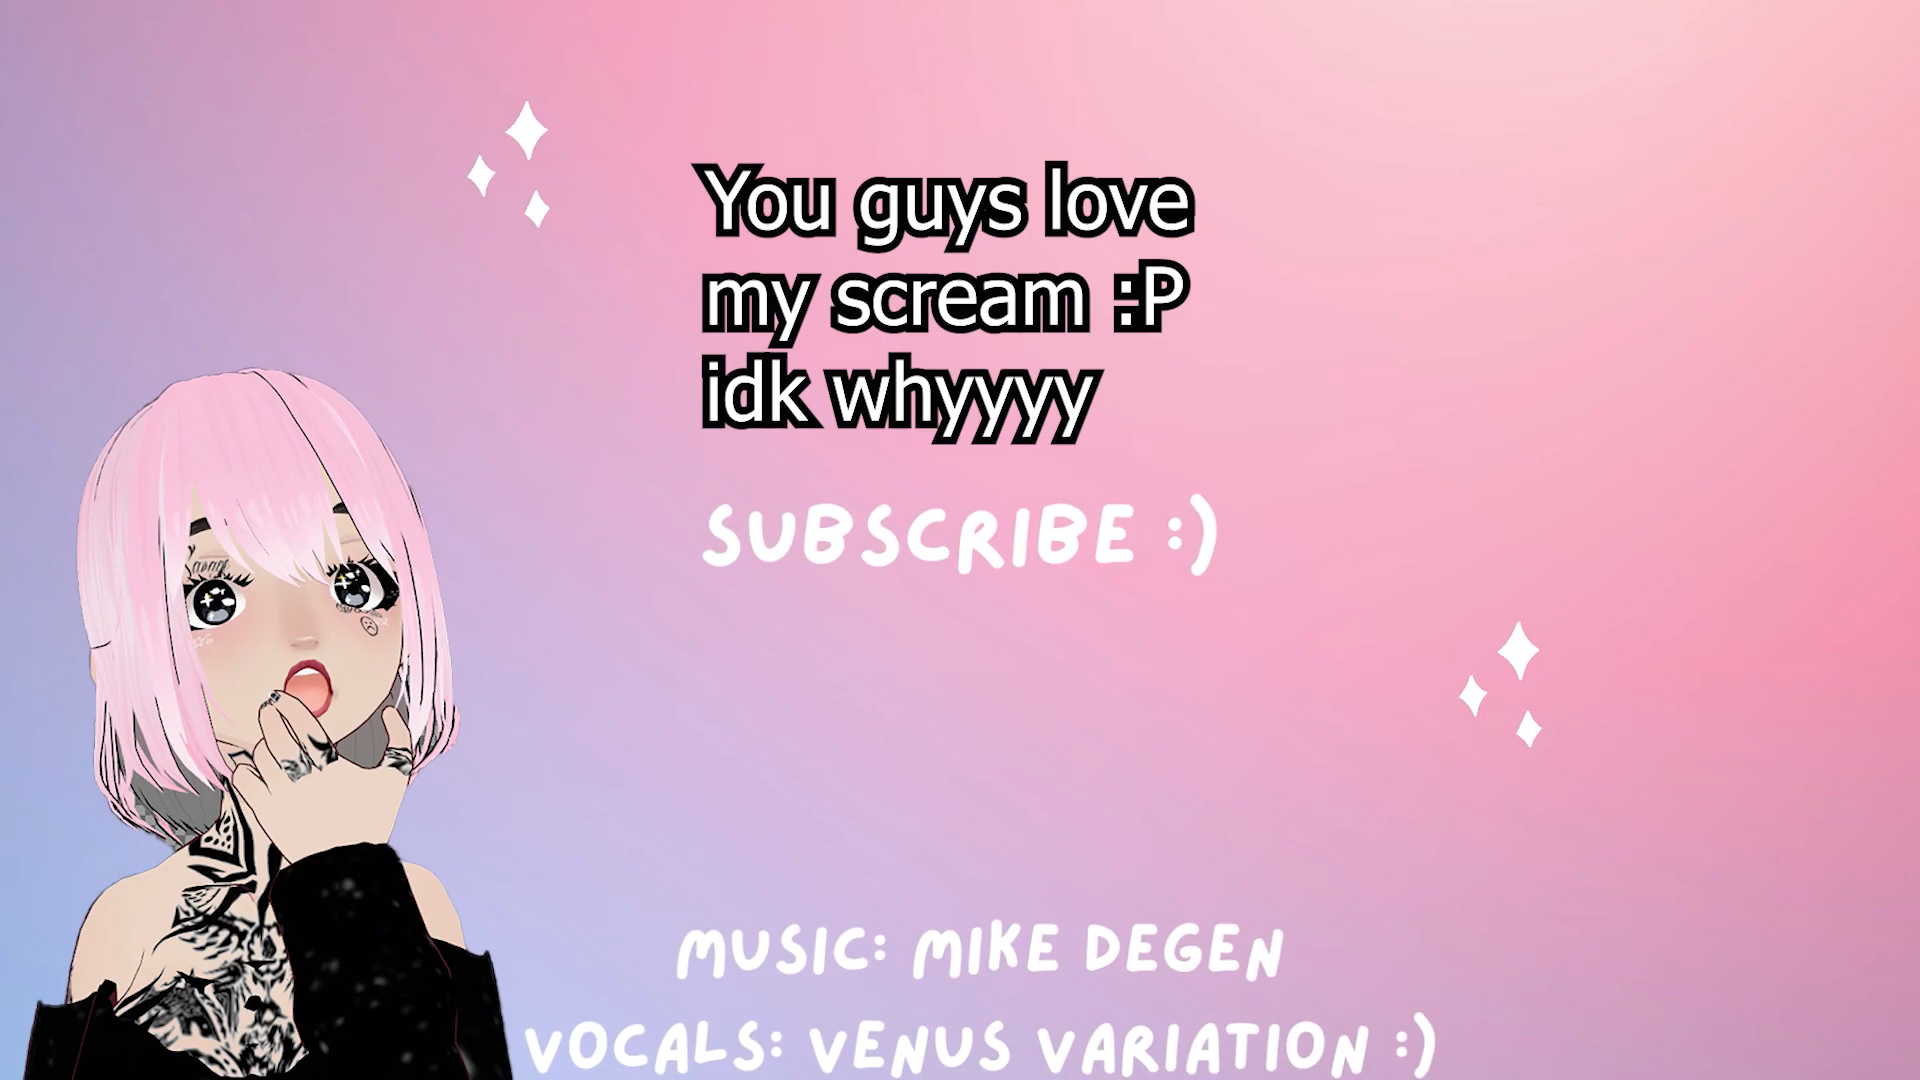 You guys love
my scream :P
idk whyyyy
SUBSCRIBE :)
MUSIC: MIKE DEGEN
VOCALS: VENUS VARIATION :)